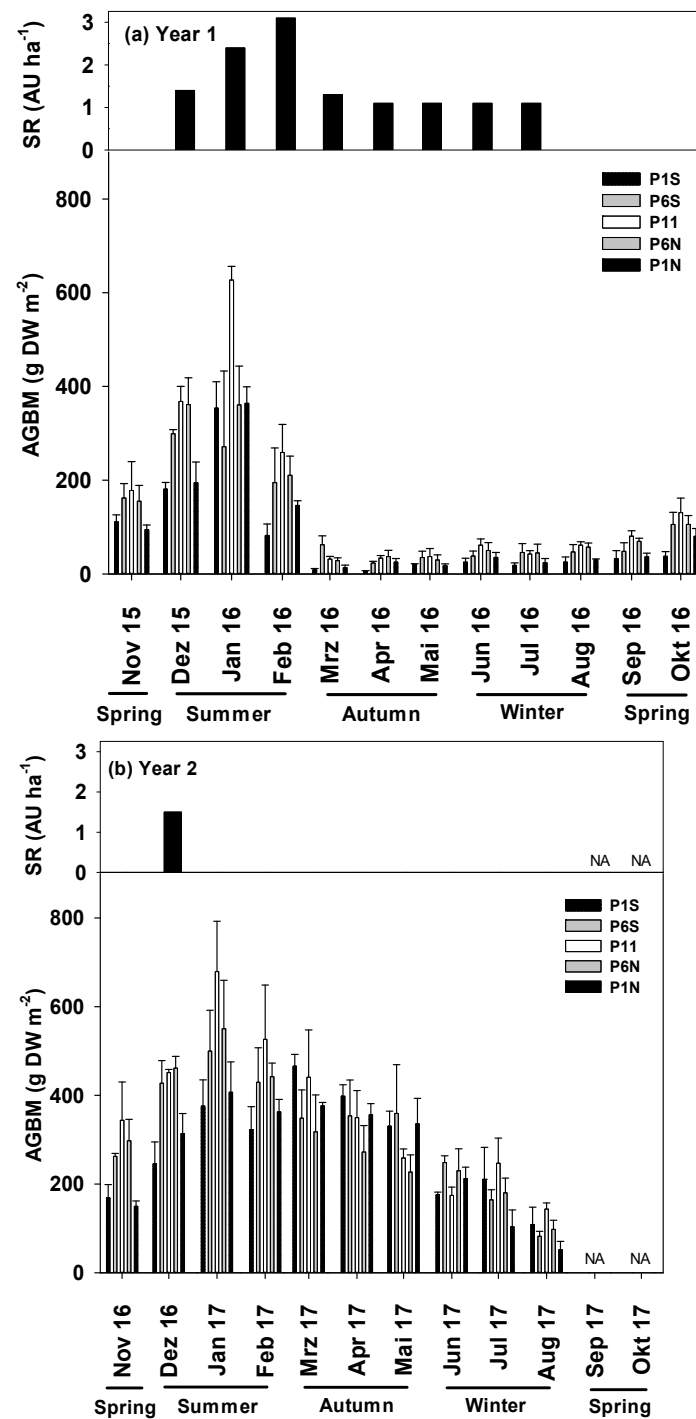 (a) Year 1
SR (AU ha-1)
3
2
1
0
AGBM (g DW m-2)
800
600
400
200
0
P1S
P6S
P11
P6N
P1N
Nov 15
Dez 15
Jan 16
Feb 16
Mrz 16
Apr 16
Mai 16
Jun 16
Jul 16
Aug 16
Sep 16
Okt 16
Spring
Summer
Autumn
Winter
Spring
(b) Year 2
SR (AU ha-1)
3
2
1
0
NA
NA
AGBM (g DW m-2)
800
600
400
200
0
P1S
P6S
P11
P6N
P1N
NA
NA
Nov 16
Dez 16
Jan 17
Feb 17
Mrz 17
Apr 17
Mai 17
Jun 17
Jul 17
Aug 17
Sep 17
Okt 17
Spring
Summer
Autumn
Winter
Spring